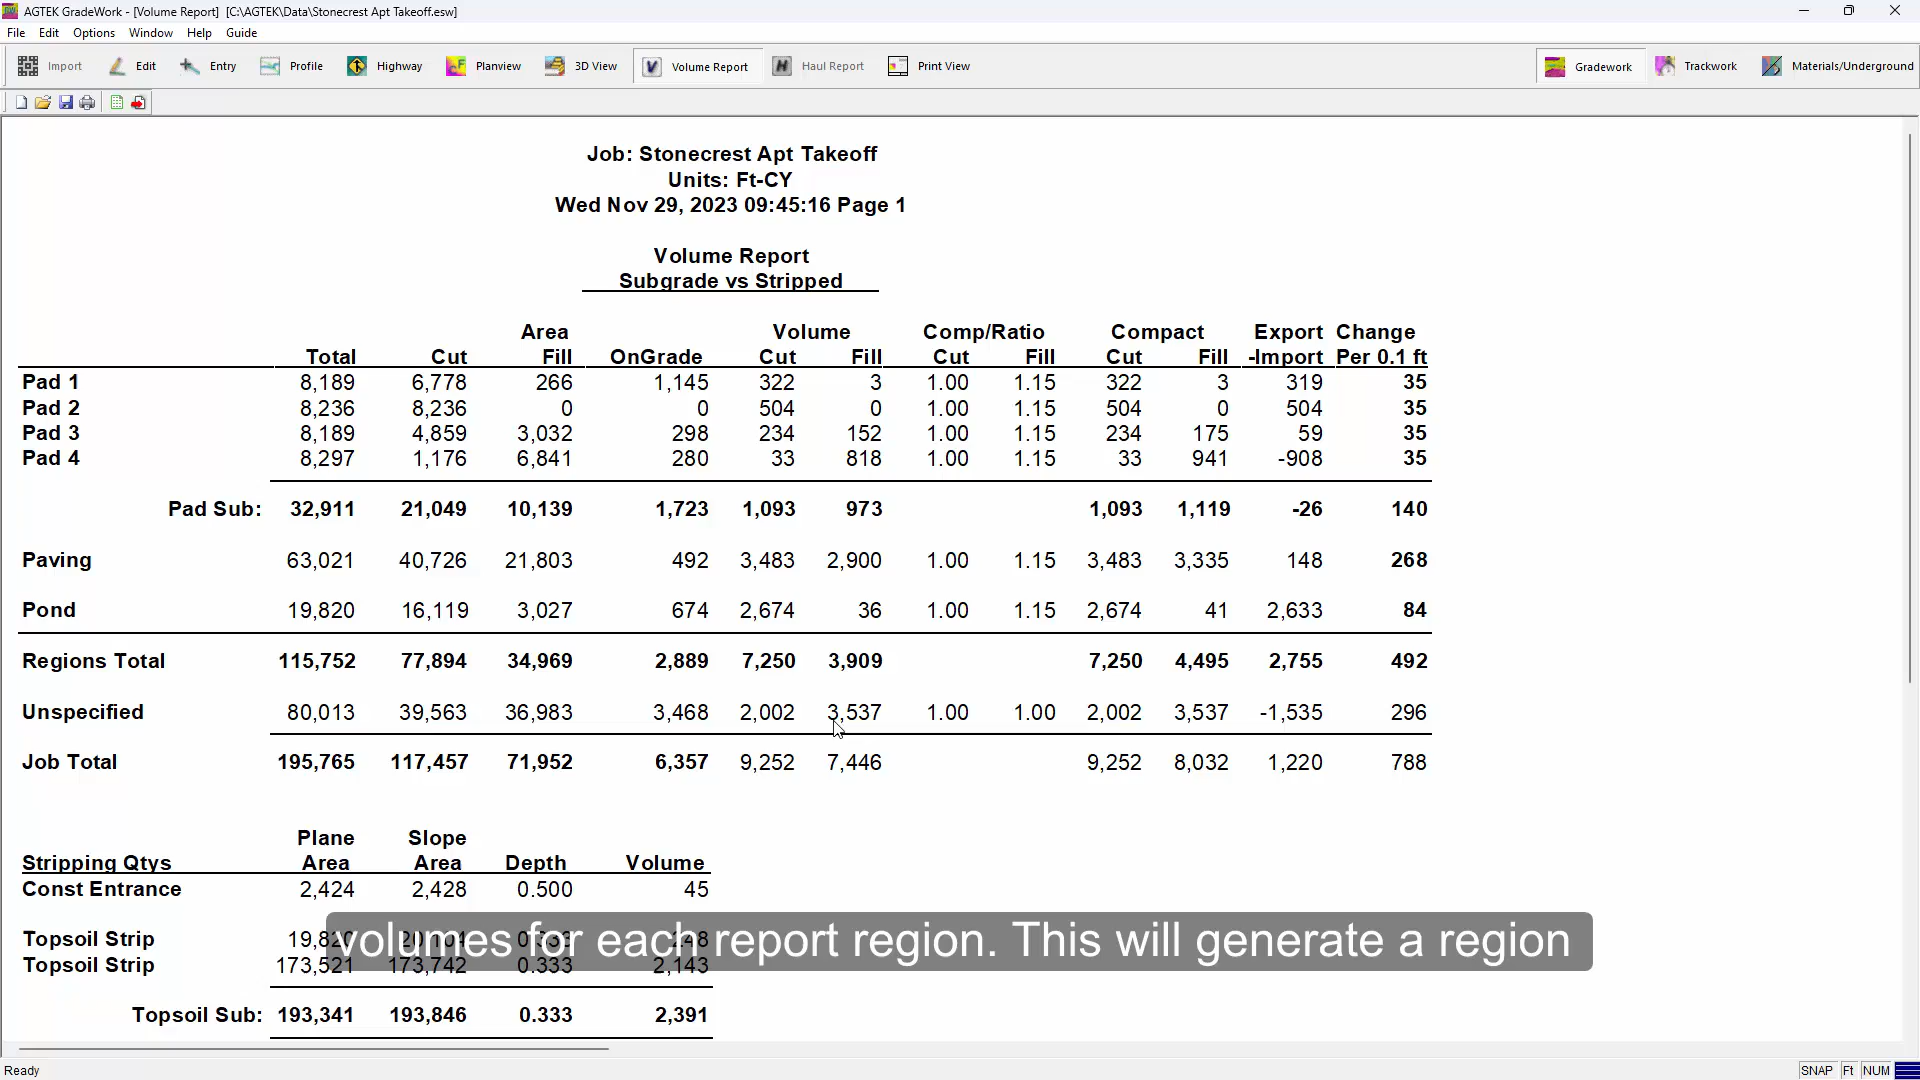 AGTEK GradeWork - [Volume Report] [C:\AGTEK\Data\Stonecrest Apt Takeoff.esw]
File Edit Options Window Help Guide
Import Edit Entry Profile Highway Planview 3D View Volume Report Haul Report Print View Gradework Trackwork Materials/Underground
Job: Stonecrest Apt Takeoff
Units: Ft-CY
Wed Nov 29, 2023 09:45:16 Page 1
Volume Report
Subgrade vs Stripped
Area Volume Comp/Ratio Compact Export Change
Total Cut Fill OnGrade Cut Fill Cut Fill Cut Fill -Import Per 0.1 ft
Pad 1 8,189 6,778 266 1,145 322 3 1.00 1.15 322 3 319 35
Pad 2 8,236 8,236 0 0 504 0 1.00 1.15 504 0 504 35
Pad 3 8,189 4,859 3,032 298 234 152 1.00 1.15 234 175 59 35
Pad 4 8,297 1,176 6,841 280 33 818 1.00 1.15 33 941 -908 35
Pad Sub: 32,911 21,049 10,139 1,723 1,093 973 1,093 1,119 -26 140
Paving 63,021 40,726 21,803 492 3,483 2,900 1.00 1.15 3,483 3,335 148 268
Pond 19,820 16,119 3,027 674 2,674 36 1.00 1.15 2,674 41 2,633 84
Regions Total 115,752 77,894 34,969 2,889 7,250 3,909 7,250 4,495 2,755 492
Unspecified 80,013 39,563 36,983 3,468 2,002 3,537 1.00 1.00 2,002 3,537 -1,535 296
Job Total 195,765 117,457 71,952 6,357 9,252 7,446 9,252 8,032 1,220 788
Plane Slope
Stripping Qtys Area Area Depth Volume
Const Entrance 2,424 2,428 0.500 45
Topsoil Strip 19,820 20,104 0.333 248
volumes for each report region. This will generate a region
Topsoil Strip 173,521 173,742 0.333 2,143
Topsoil Sub: 193,341 193,846 0.333 2,391
Ready SNAP Ft NUM